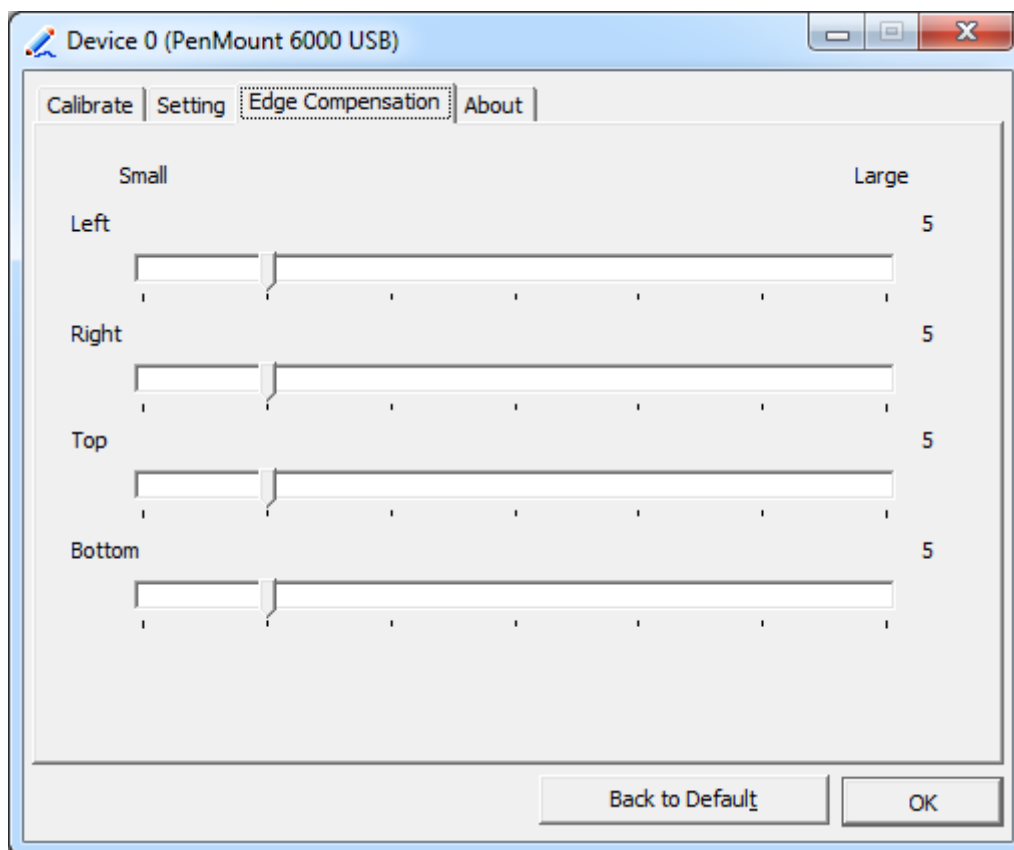 Device 0 (PenMount 6000 USB)
Calibrate Setting Edge Compensation About
Small Large
Left 5
Right 5
Top 5
Bottom 5
Back to Default OK